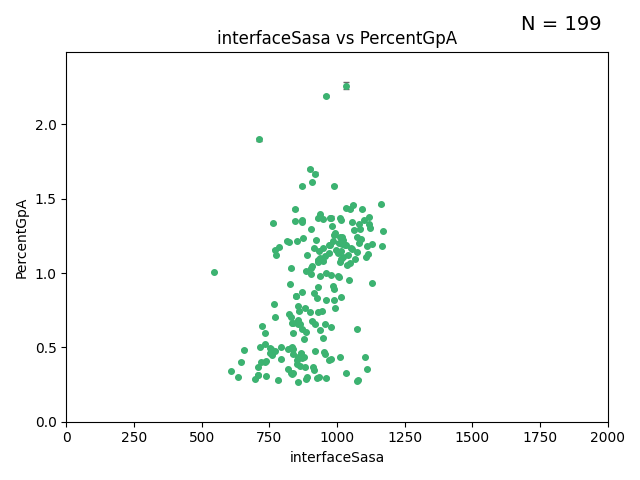 N = 199
interfaceSasa vs PercentGpA
PercentGpA
2.0
1.5
1.0
0.5
0.0
0 250 500 750 1000 1250 1500 1750 2000
interfaceSasa